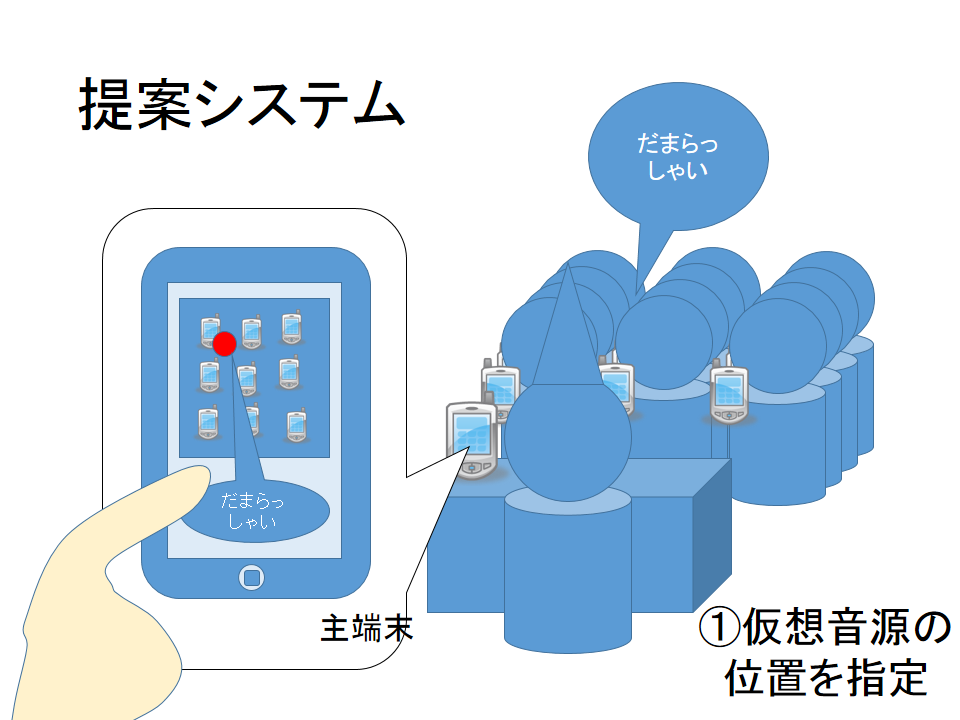 提案システム
だまらっ
しゃい
だまらっ
しゃい
主端末
①仮想音源の
位置を指定